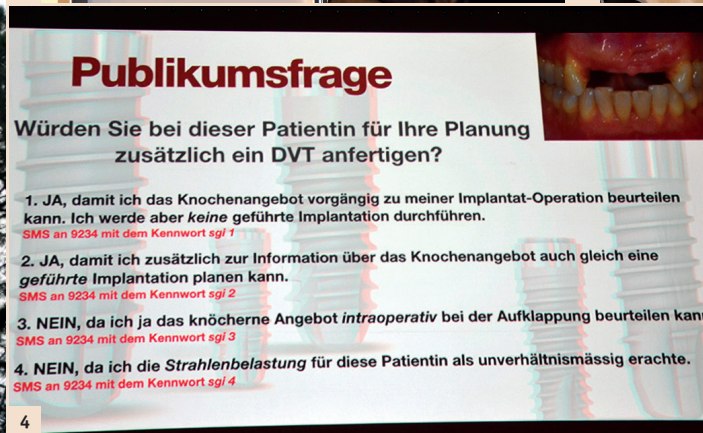 Publikumsfrage
Würden Sie bei dieser Patientin für Ihre Planung
zusätzlich ein DVT anfertigen?
1. JA, damit ich das Knochenangebot vorgängig zu meiner Implantat-Operation beurteilen
kann. Ich werde aber keine geführte Implantation durchführen.
SMS an 9234 mit dem Kennwort sgi 1
2. JA, damit ich zusätzlich zur Information über das Knochenangebot auch gleich eine
geführte Implantation planen kann.
SMS an 9234 mit dem Kennwort sgi 2
3. NEIN, da ich ja das knöcherne Angebot intraoperativ bei der Aufklappung beurteilen kan
SMS an 9234 mit dem Kennwort sgi 3
4. NEIN, da ich die Strahlenbelastung für diese Patientin als unverhältnismässig erachte.
SMS an 9234 mit dem Kennwort sgi 4
4